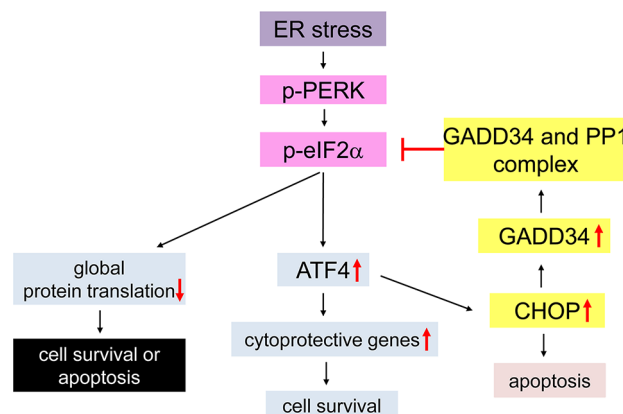 ER stress
p-PERK
p-eIF2α
GADD34 and PP1
complex
GADD34
global
protein translation
ATF4
CHOP
cell survival or
apoptosis
cytoprotective genes
apoptosis
cell survival